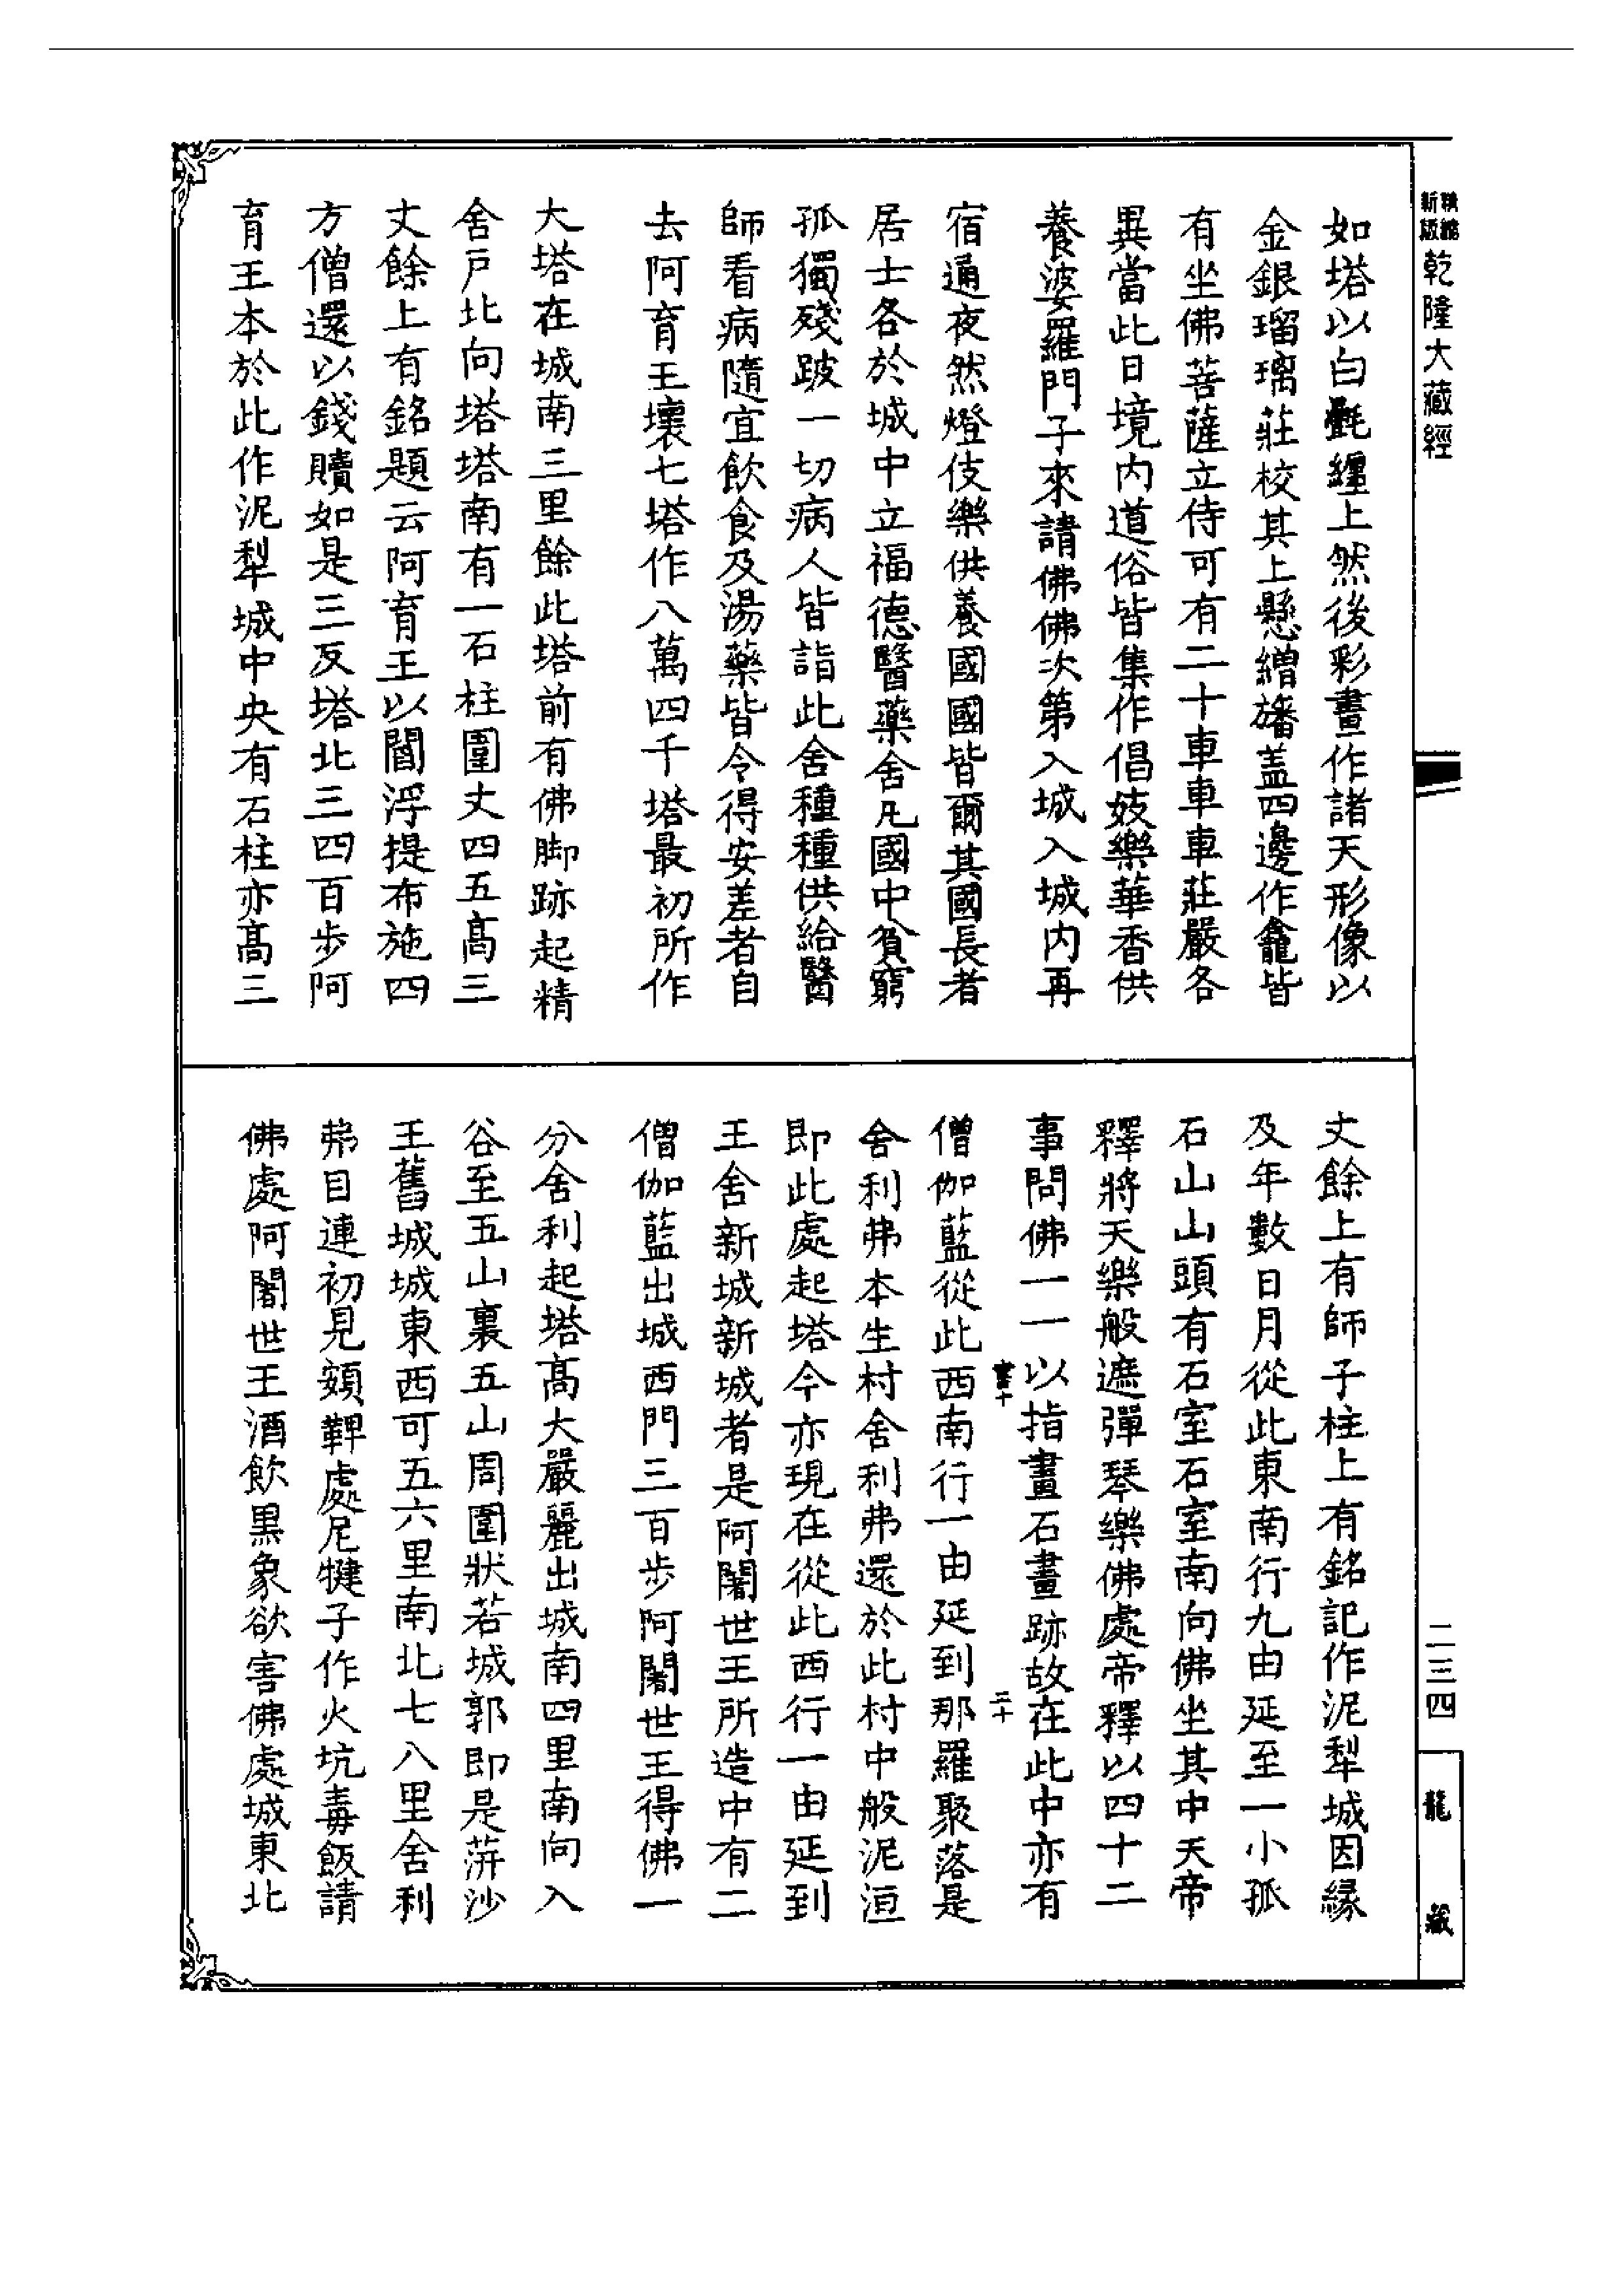 新版
精縮
乾隆大藏經
如塔以白㲲纏上然後彩畫作諸天形像以
金銀瑠璃莊校其上懸繒旛蓋四邊作龕皆
有坐佛菩薩立侍可有二十車車車莊嚴各
異當此日境內道俗皆集作倡妓樂華香供
養婆羅門子來請佛佛次第入城入城內再
宿通夜然燈伎樂供養國國皆爾其國長者
居士各於城中立福德醫藥舍凡國中貧窮
孤獨殘跛一切病人皆詣此舍種種供給醫
師看病隨宜飲食及湯藥皆令得安差者自
去阿育王壞七塔作八萬四千塔最初所作
大塔在城南三里餘此塔前有佛脚跡起精
舍戶北向塔塔南有一石柱圍丈四五高三
丈餘上有銘題云阿育王以閻浮提布施四
方僧還以錢贖如是三反塔北三四百步阿
育王本於此作泥犁城中央有石柱亦高三
丈餘上有師子柱上有銘記作泥犁城因緣
及年數日月從此東南行九由延至一小孤
石山山頭有石室石室南向佛坐其中天帝
釋將天樂般遮彈琴樂佛處帝釋以四十二
事問佛一一以指畫石畫跡故在此中亦有
僧伽藍從此西南行一由延到那羅聚落是
舍利弗本生村舍利弗還於此村中般泥洹
即此處起塔今亦現在從此西行一由延到
王舍新城新城者是阿闍世王所造中有二
僧伽藍出城西門三百步阿闍世王得佛一
分舍利起塔高大嚴麗出城南四里南向入
谷至五山裏五山周圍狀若城郭即是蓱沙
王舊城城東西可五六里南北七八里舍利
弗目連初見頞鞞處尼犍子作火坑毒飯請
佛處阿闍世王酒飲黑象欲害佛處城東北
二十
二三四
龍藏